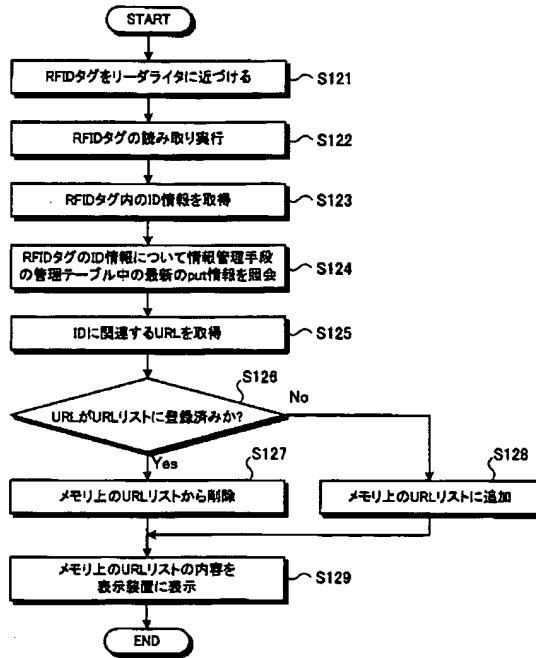 START
RFIDタグをリーダライタに近づける
S121
RFIDタグの読み取り実行
S122
RFIDタグ内のID情報を取得
S123
RFIDタグのID情報について情報管理手段
の管理テーブル中の最新のput情報を照会
S124
IDに関連するURLを取得
S125
S126
URLがURLリストに登録済みか?
No
Yes
S127
メモリ上のURLリストから削除
S128
メモリ上のURLリストに追加
メモリ上のURLリストの内容を
表示装置に表示
S129
END